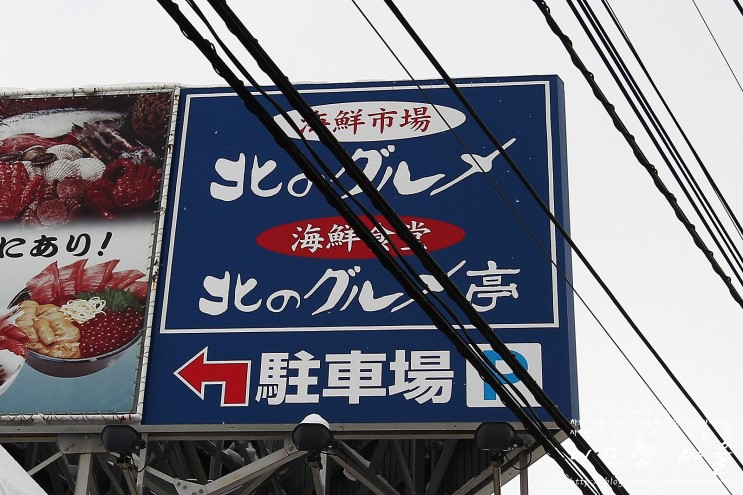 にあり！
海鮮市場
北のグルメ
海鮮食堂
北のグルメ亭
駐車場 P